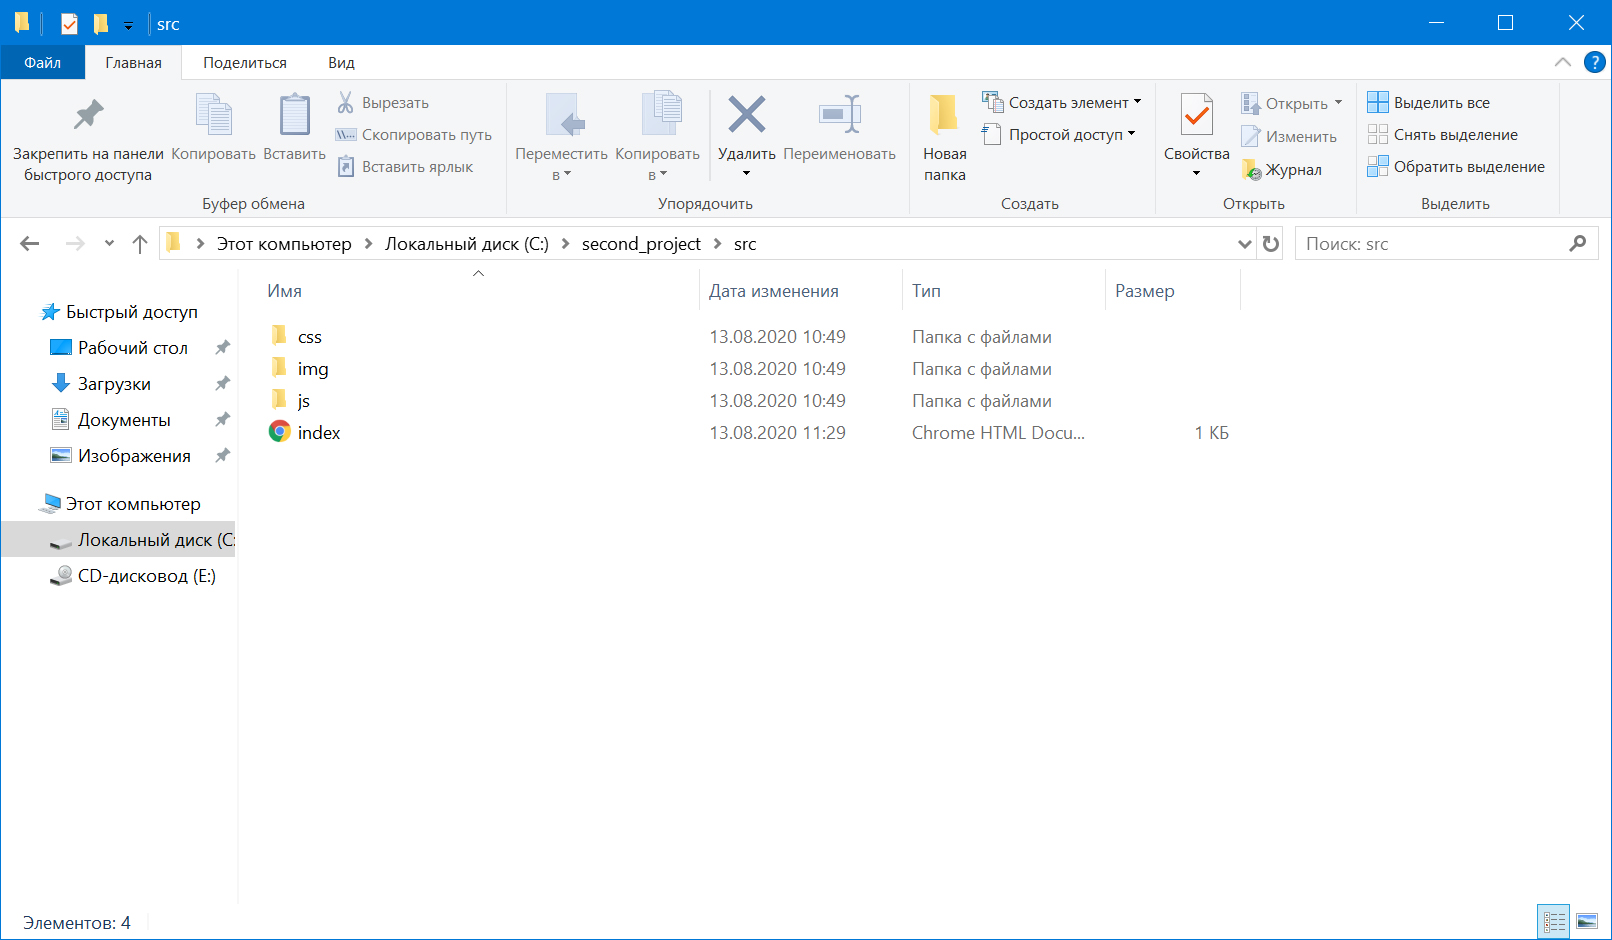 src
Файл Главная Поделиться Вид
?
Закрепить на панели быстрого доступа
Копировать
Вставить
Вырезать
Скопировать путь
Вставить ярлык
Буфер обмена
Переместить в
Копировать в
Удалить
Переименовать
Упорядочить
Новая папка
Создать элемент
Простой доступ
Создать
Свойства
Открыть
Изменить
Журнал
Открыть
Выделить все
Снять выделение
Обратить выделение
Выделить
Этот компьютер Локальный диск (C:) second_project src
Поиск: src
Быстрый доступ
Рабочий стол
Загрузки
Документы
Изображения
Этот компьютер
Локальный диск (C:
CD-дисковод (E:)
Имя Дата изменения Тип Размер
css 13.08.2020 10:49 Папка с файлами
img 13.08.2020 10:49 Папка с файлами
js 13.08.2020 10:49 Папка с файлами
index 13.08.2020 11:29 Chrome HTML Docu... 1 КБ
Элементов: 4